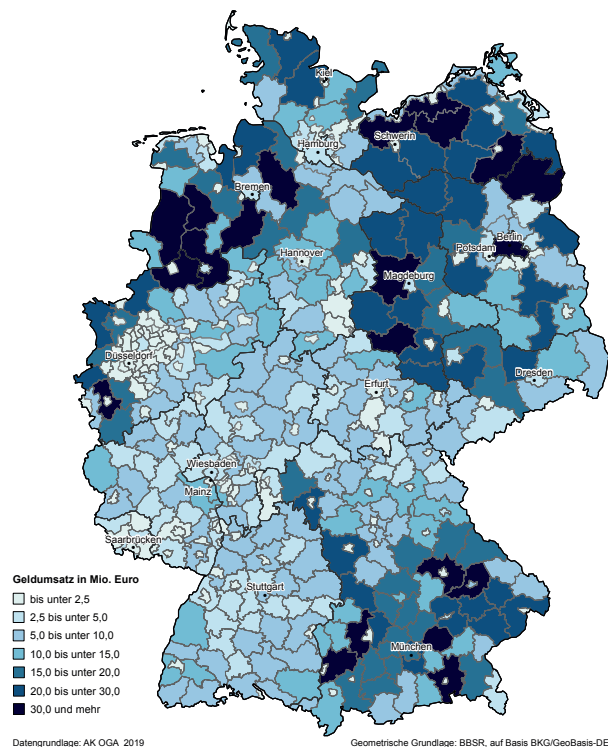 Kiel
Schwerin
Hamburg
Bremen
Berlin
Potsdam
Hannover
Magdeburg
Düsseldorf
Dresden
Erfurt
Wiesbaden
Mainz
Saarbrücken
Stuttgart
München
Geldumsatz in Mio. Euro
bis unter 2,5
2,5 bis unter 5,0
5,0 bis unter 10,0
10,0 bis unter 15,0
15,0 bis unter 20,0
20,0 bis unter 30,0
30,0 und mehr
Datengrundlage: AK OGA 2019
Geometrische Grundlage: BBSR, auf Basis BKG/GeoBasis-DE